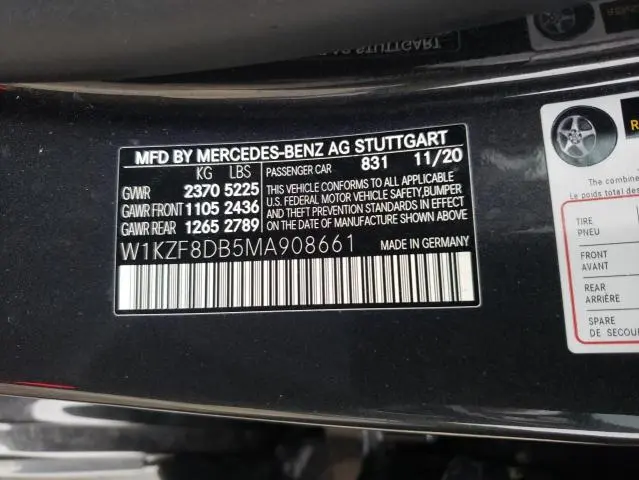 AG STUTTGART
MFD BY MERCEDES-BENZ AG STUTTGART
KG LBS PASSENGER CAR 831 11/20
GVWR 2370 5225
GAWR FRONT 1105 2436
GAWR REAR 1265 2789
THIS VEHICLE CONFORMS TO ALL APPLICABLE
U.S. FEDERAL MOTOR VEHICLE SAFETY, BUMPER
AND THEFT PREVENTION STANDARDS IN EFFECT
ON THE DATE OF MANUFACTURE SHOWN ABOVE
W1KZF8DB5MA908661 MADE IN GERMANY
R
Le poids total des
TIRE
PNEU
FRONT
AVANT
REAR
ARRIÈRE
SPARE
DE SECOU